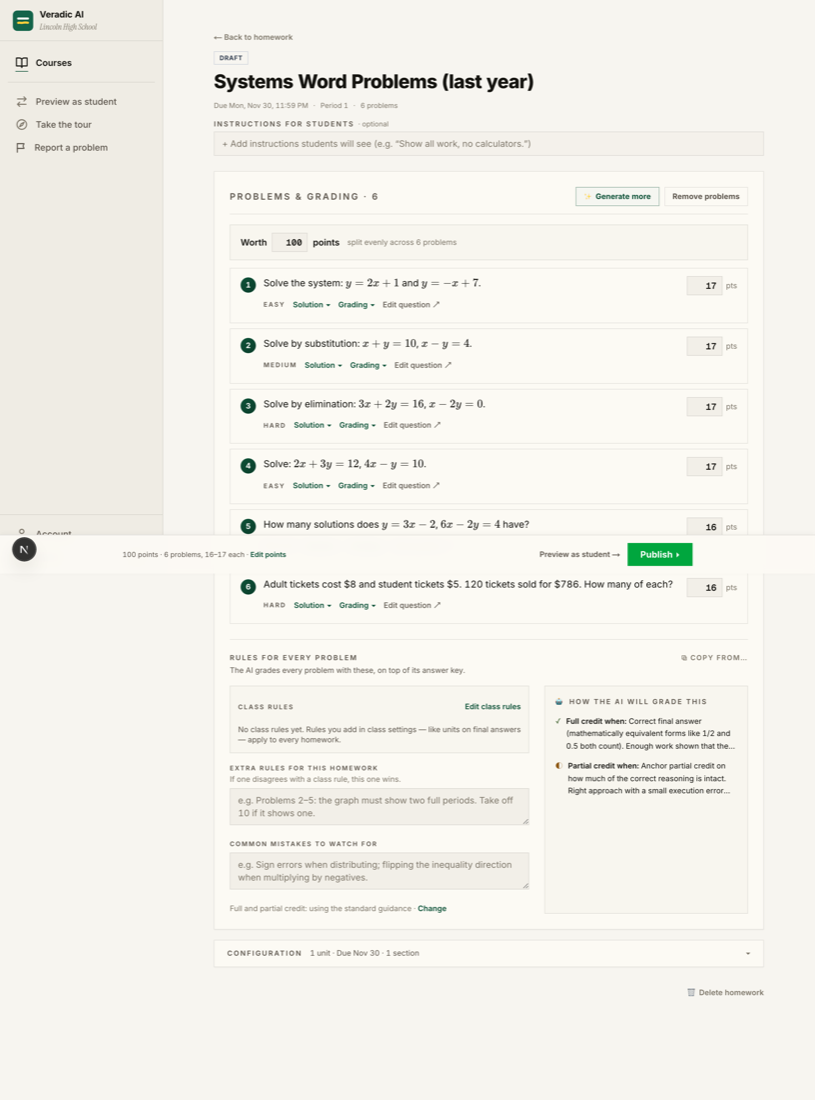 Veradic AI
Lincoln High School
Courses
Preview as student
Take the tour
Report a problem
Account
← Back to homework
DRAFT
Systems Word Problems (last year)
Due Mon, Nov 30, 11:59 PM · Period 1 · 6 problems
INSTRUCTIONS FOR STUDENTS · optional
+ Add instructions students will see (e.g. “Show all work, no calculators.”)
PROBLEMS & GRADING · 6
Generate more
Remove problems
Worth 100 points split evenly across 6 problems
1 Solve the system: y = 2x + 1 and y = −x + 7. 17 pts
EASY Solution Grading Edit question ↗
2 Solve by substitution: x + y = 10, x − y = 4. 17 pts
MEDIUM Solution Grading Edit question ↗
3 Solve by elimination: 3x + 2y = 16, x − 2y = 0. 17 pts
HARD Solution Grading Edit question ↗
4 Solve: 2x + 3y = 12, 4x − y = 10. 17 pts
EASY Solution Grading Edit question ↗
5 How many solutions does y = 3x − 2, 6x − 2y = 4 have? 16 pts
N
100 points · 6 problems, 16–17 each · Edit points
Preview as student →
Publish
6 Adult tickets cost $8 and student tickets $5. 120 tickets sold for $786. How many of each? 16 pts
HARD Solution Grading Edit question ↗
RULES FOR EVERY PROBLEM
COPY FROM...
The AI grades every problem with these, on top of its answer key.
CLASS RULES
Edit class rules
No class rules yet. Rules you add in class settings — like units on final answers
— apply to every homework.
EXTRA RULES FOR THIS HOMEWORK
If one disagrees with a class rule, this one wins.
e.g. Problems 2–5: the graph must show two full periods. Take off
10 if it shows one.
COMMON MISTAKES TO WATCH FOR
e.g. Sign errors when distributing; flipping the inequality direction
when multiplying by negatives.
Full and partial credit: using the standard guidance · Change
HOW THE AI WILL GRADE THIS
✓ Full credit when: Correct final answer
(mathematically equivalent forms like 1/2 and
0.5 both count). Enough work shown that the...
Partial credit when: Anchor partial credit on
how much of the correct reasoning is intact.
Right approach with a small execution error...
CONFIGURATION 1 unit · Due Nov 30 · 1 section
Delete homework